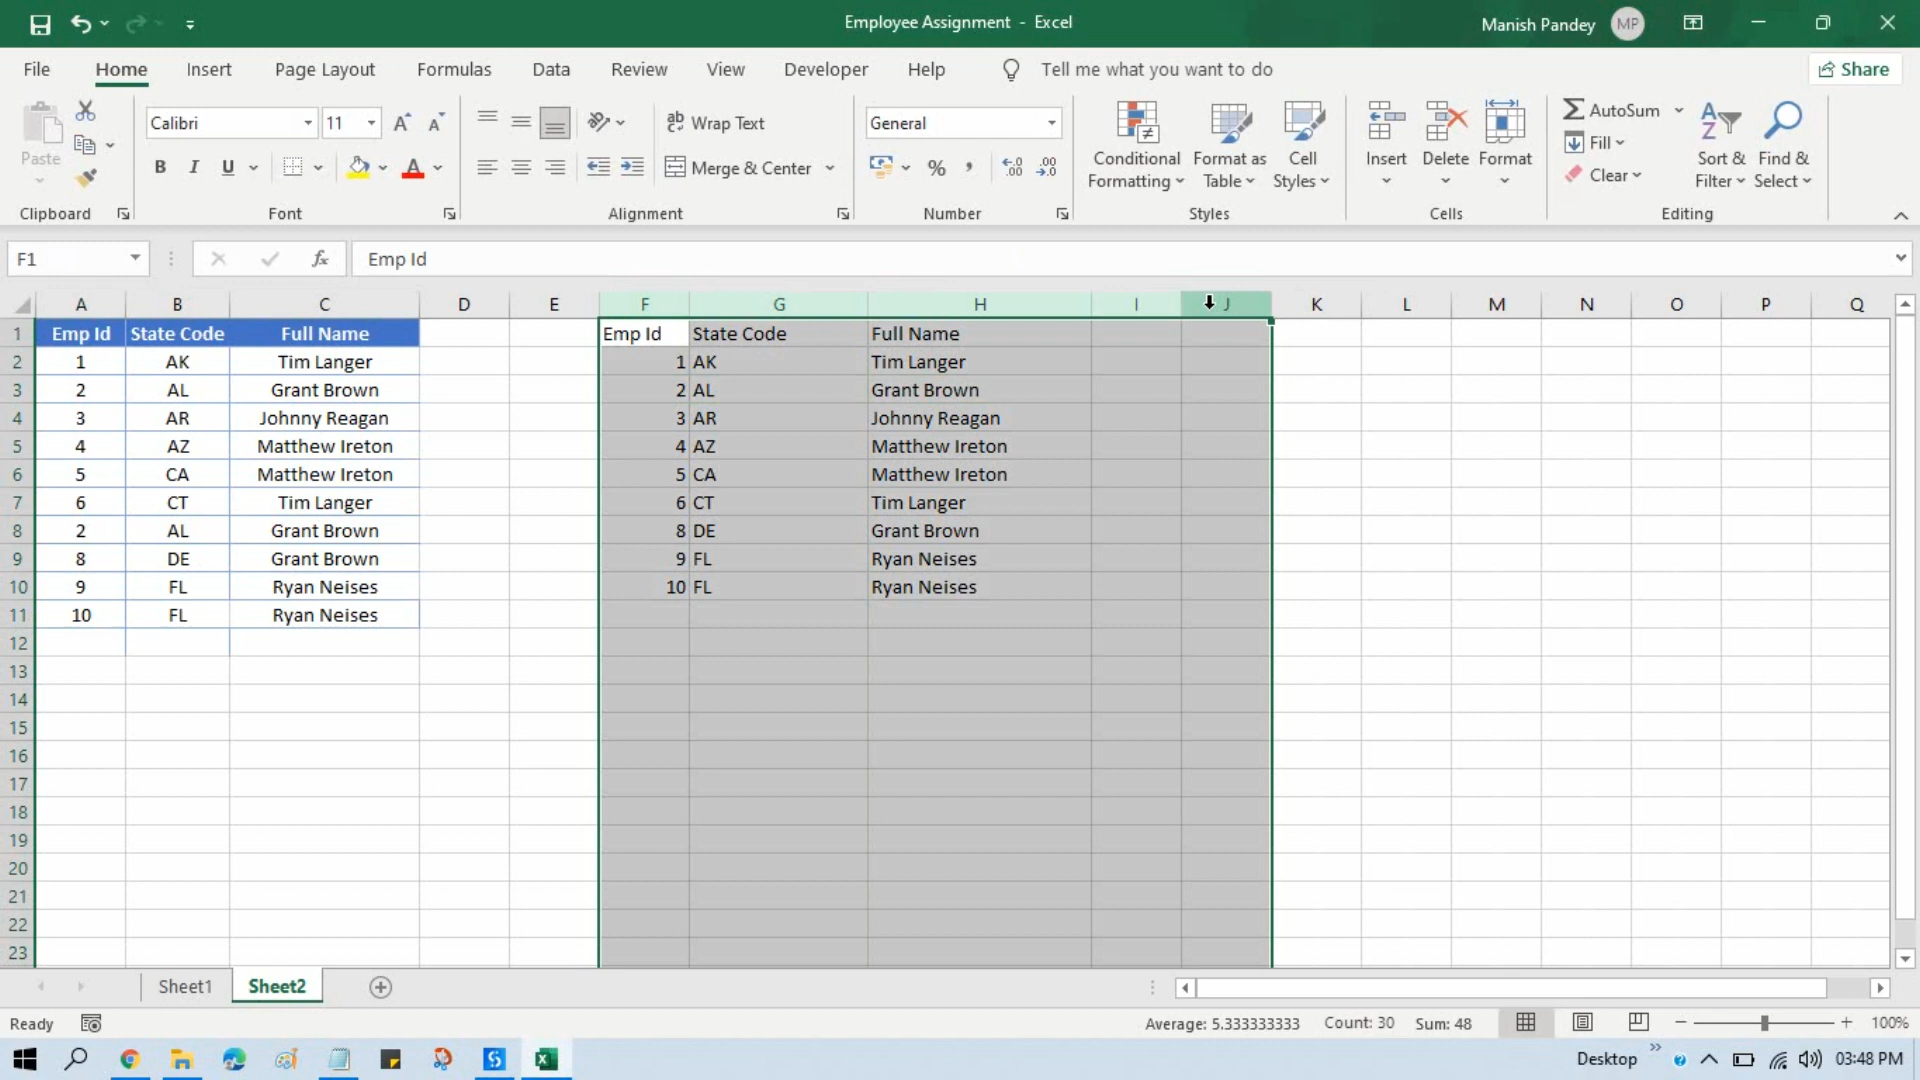 Employee Assignment - Excel
Manish Pandey MP
File Home Insert Page Layout Formulas Data Review View Developer Help Tell me what you want to do Share
Paste
Clipboard
Calibri 11
B I U A
Font
Wrap Text
Merge & Center
Alignment
General
%
Number
Conditional Formatting
Format as Table
Cell Styles
Styles
Insert Delete Format
Cells
AutoSum
Fill
Clear
Sort & Filter
Find & Select
Editing
F1 fx Emp Id
A B C D E F G H I J K L M N O P Q
1 Emp Id State Code Full Name Emp Id State Code Full Name
2 1 AK Tim Langer 1 AK Tim Langer
3 2 AL Grant Brown 2 AL Grant Brown
4 3 AR Johnny Reagan 3 AR Johnny Reagan
5 4 AZ Matthew Ireton 4 AZ Matthew Ireton
6 5 CA Matthew Ireton 5 CA Matthew Ireton
7 6 CT Tim Langer 6 CT Tim Langer
8 2 AL Grant Brown 8 DE Grant Brown
9 8 DE Grant Brown 9 FL Ryan Neises
10 9 FL Ryan Neises 10 FL Ryan Neises
11 10 FL Ryan Neises
12
13
14
15
16
17
18
19
20
21
22
23
Sheet1 Sheet2
Ready Average: 5.333333333 Count: 30 Sum: 48 100%
Desktop 03:48 PM